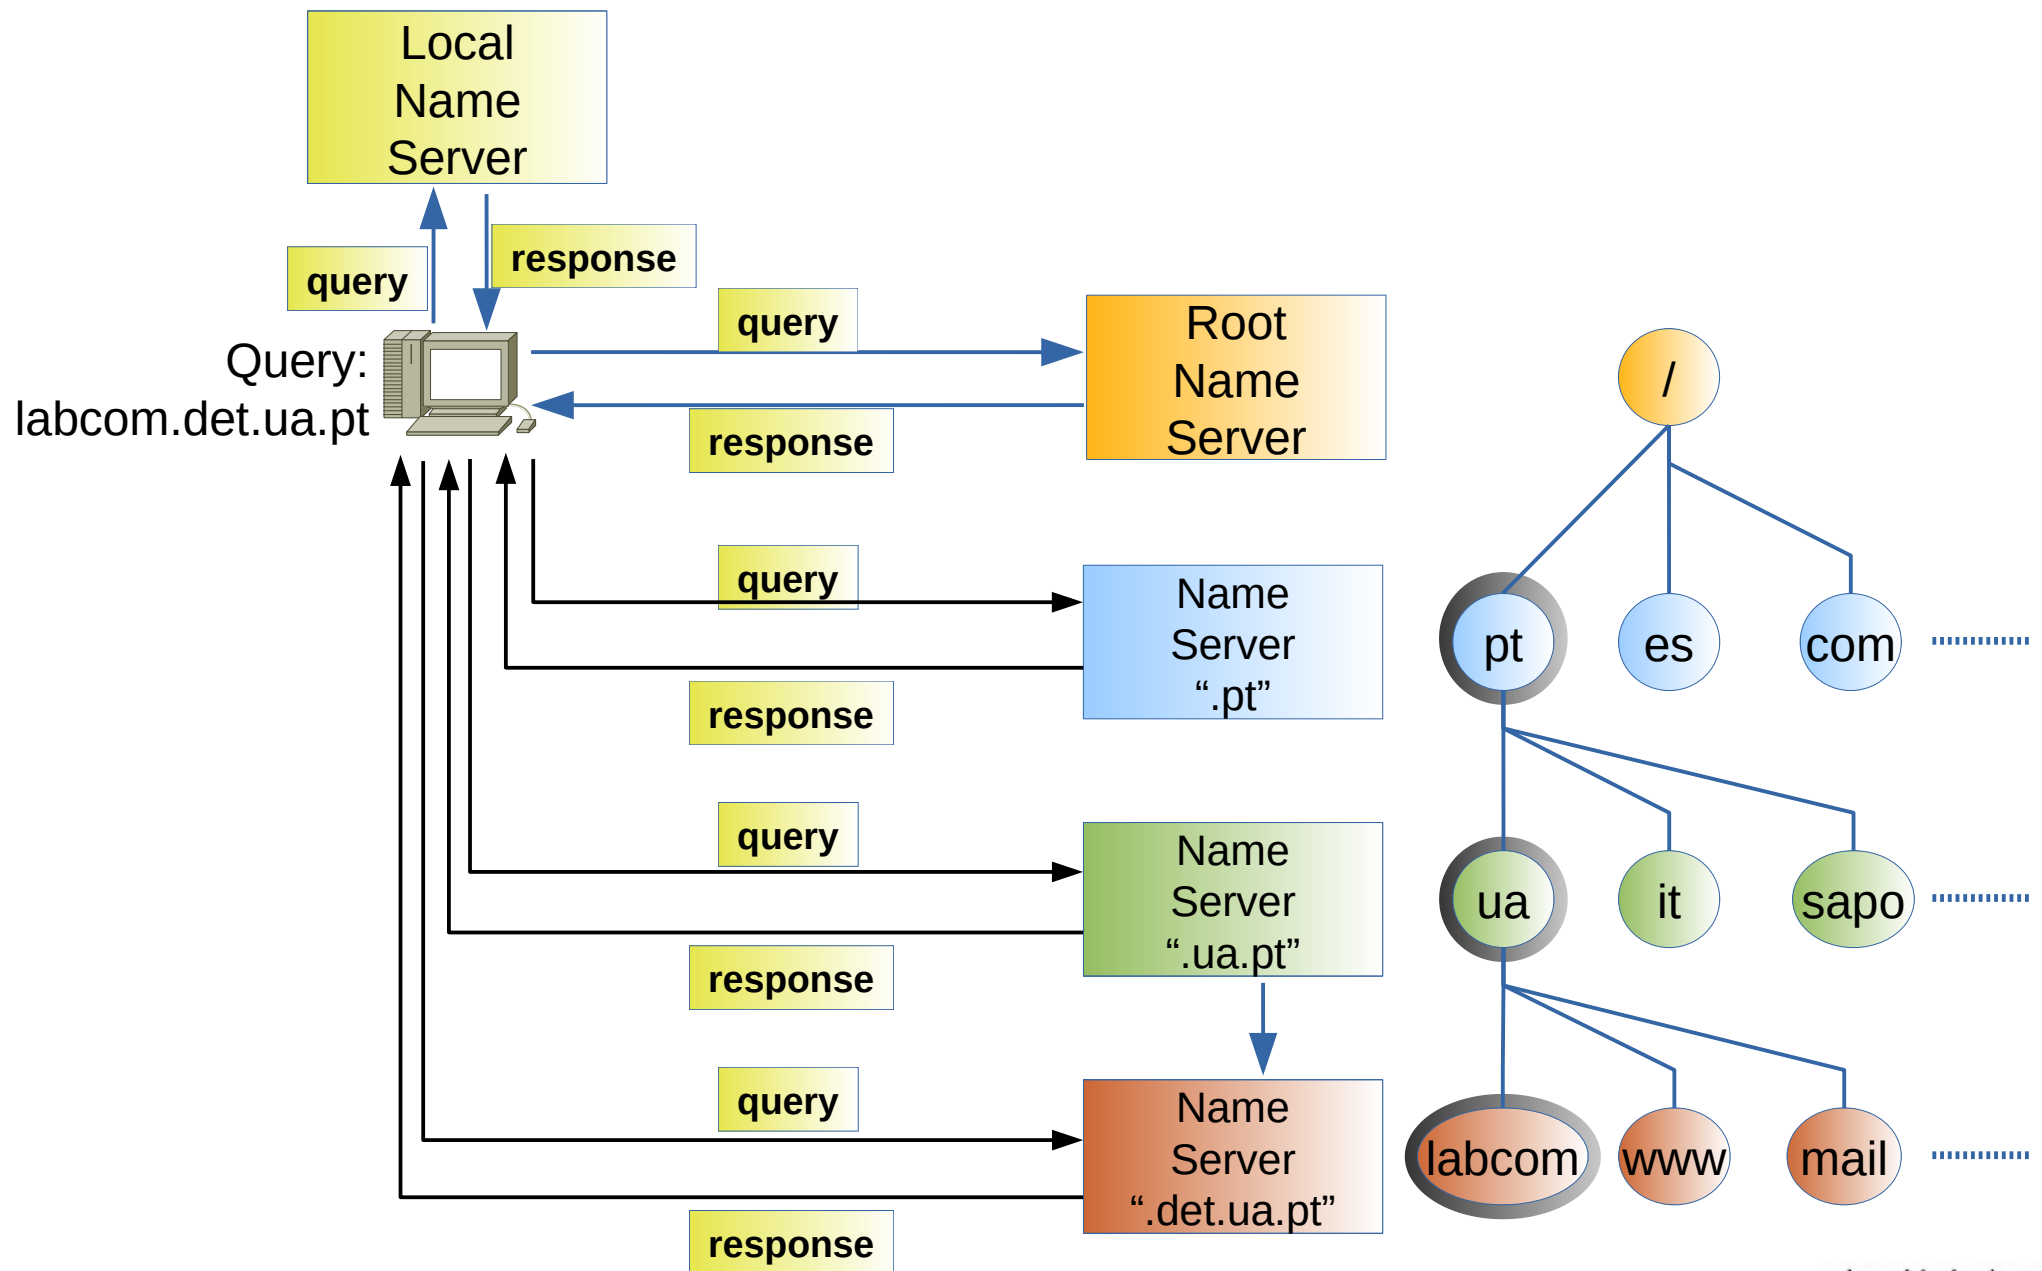 Local
Name
Server
query
response
Query:
labcom.det.ua.pt
query
response
Root
Name
Server
query
response
Name
Server
“.pt”
query
response
Name
Server
“.ua.pt”
query
response
Name
Server
“.det.ua.pt”
/
pt
es
com
ua
it
sapo
labcom
www
mail